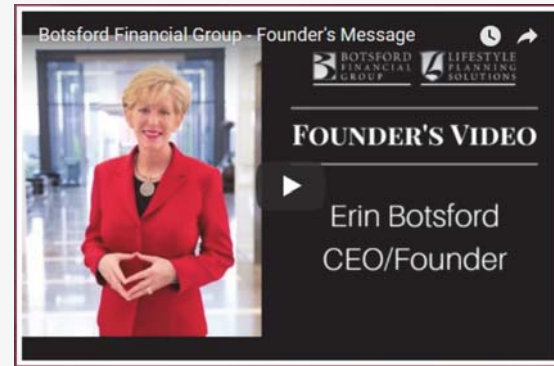 Botsford Financial Group - Founder's Message
BOTSFORD
FINANCIAL
GROUP
LIFESTYLE
PLANNING
SOLUTIONS
FOUNDER'S VIDEO
Erin Botsford
CEO/Founder